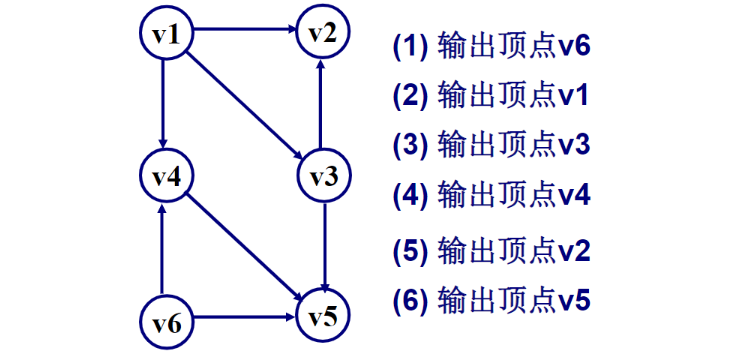 v1
v2
(1) 输出顶点v6
(2) 输出顶点v1
(3) 输出顶点v3
v4
v3
(4) 输出顶点v4
(5) 输出顶点v2
(6) 输出顶点v5
v6
v5